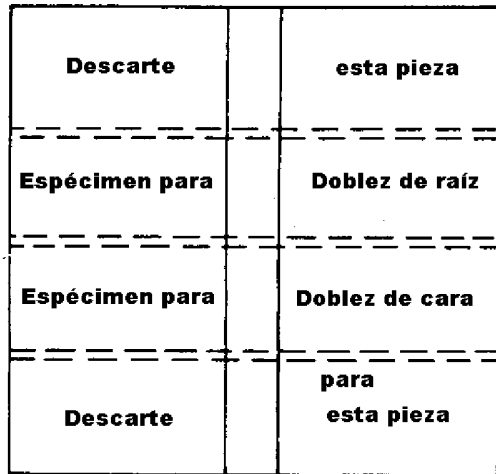 Descarte esta pieza
Espécimen para Doblez de raíz
Espécimen para Doblez de cara
para
Descarte esta pieza